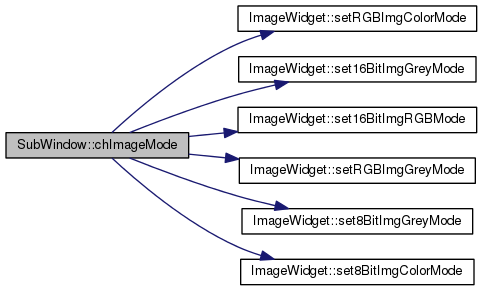 ImageWidget::setRGBImgColorMode
ImageWidget::set16BitImgGreyMode
ImageWidget::set16BitImgRGBMode
SubWindow::chImageMode
ImageWidget::setRGBImgGreyMode
ImageWidget::set8BitImgGreyMode
ImageWidget::set8BitImgColorMode